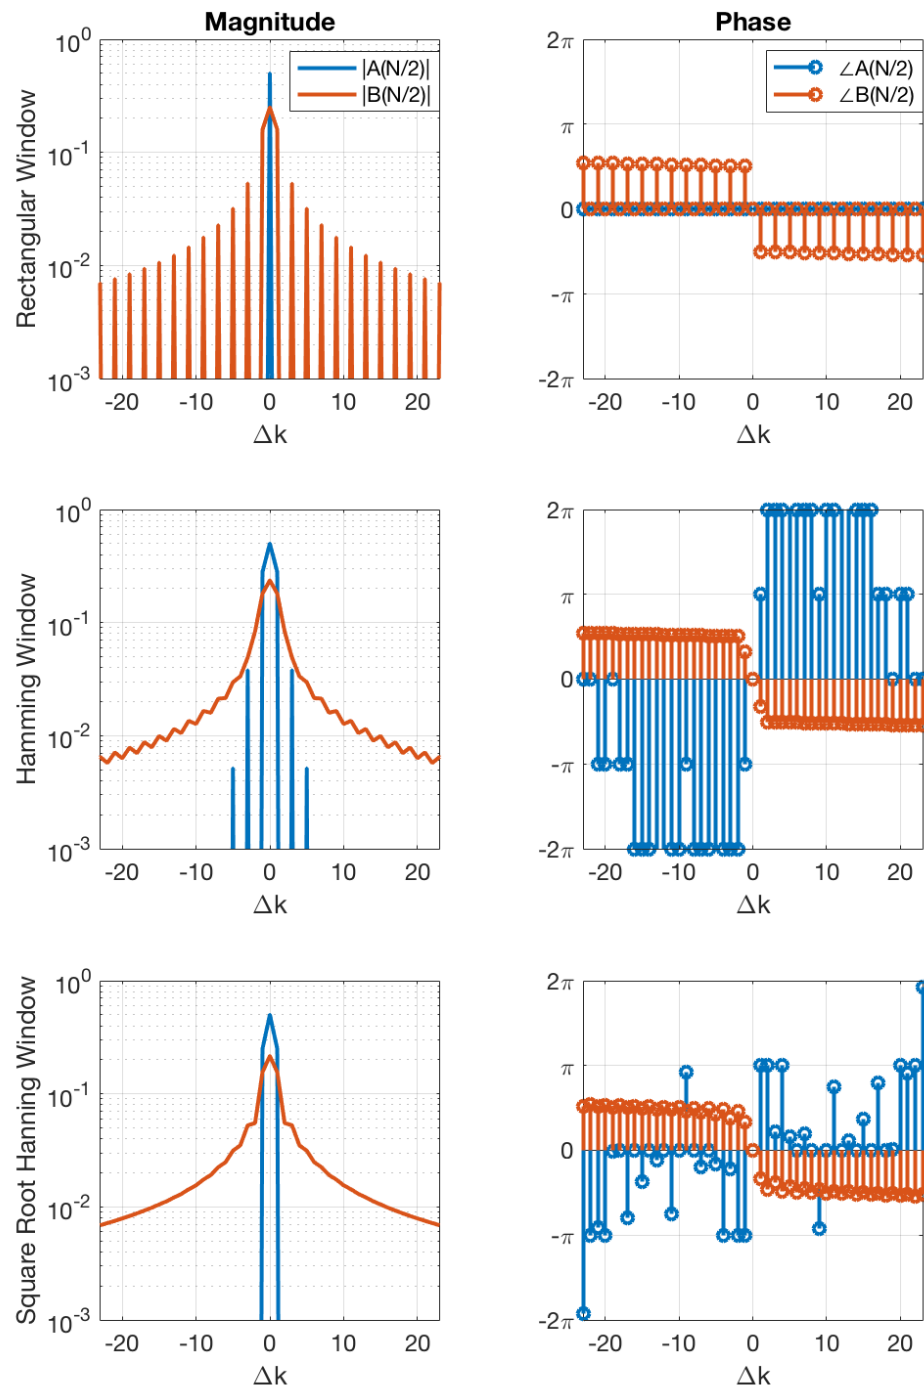 Magnitude
Phase
Rectangular Window
10^0
10^-1
10^-2
10^-3
|A(N/2)|
|B(N/2)|
-20 -10 0 10 20
Δk
2π
π
0
-π
-2π
∠A(N/2)
∠B(N/2)
-20 -10 0 10 20
Δk
Hamming Window
10^0
10^-1
10^-2
10^-3
-20 -10 0 10 20
Δk
2π
π
0
-π
-2π
-20 -10 0 10 20
Δk
Square Root Hanning Window
10^0
10^-1
10^-2
10^-3
-20 -10 0 10 20
Δk
2π
π
0
-π
-2π
-20 -10 0 10 20
Δk